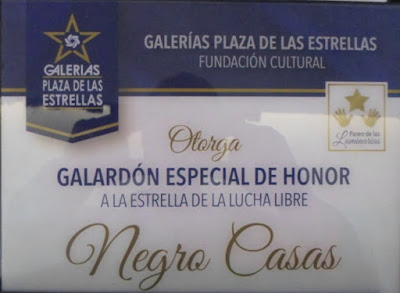 GALERÍAS
PLAZA DE LAS
ESTRELLAS
GALERÍAS PLAZA DE LAS ESTRELLAS
FUNDACIÓN CULTURAL
Paseo de las
Luminarias
Otorga
GALARDÓN ESPECIAL DE HONOR
A LA ESTRELLA DE LA LUCHA LIBRE
Negro Casas